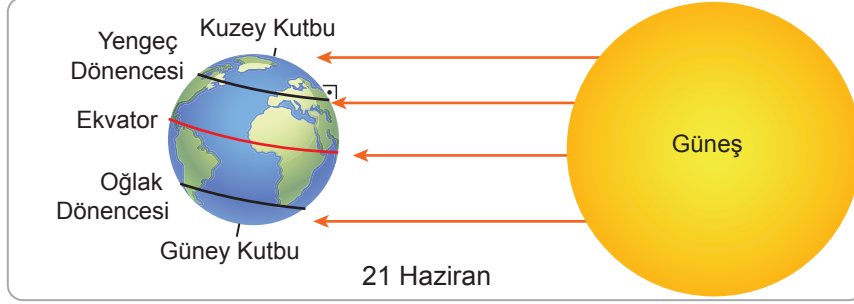 Kuzey Kutbu
Yengeç
Dönencesi
Ekvator
Güneş
Oğlak
Dönencesi
Güney Kutbu
21 Haziran